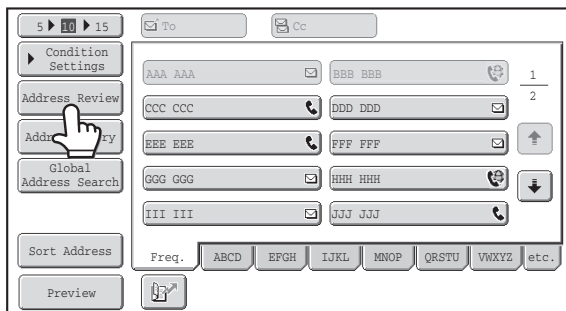 5 10 15
To
Cc
Condition
Settings
Address Review
Addr ry
Global
Address Search
Sort Address
Preview
AAA AAA
BBB BBB
CCC CCC
DDD DDD
EEE EEE
FFF FFF
GGG GGG
HHH HHH
III III
JJJ JJJ
1
2
Freq. ABCD EFGH IJKL MNOP QRSTU VWXYZ etc.